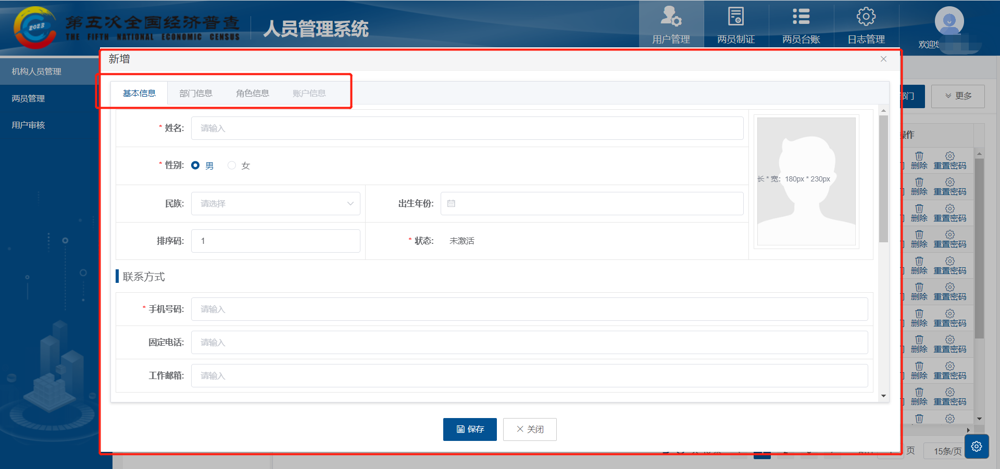 第五次全国经济普查
THE FIFTH NATIONAL ECONOMIC CENSUS
2023
人员管理系统
用户管理
两员制证
两员台账
日志管理
欢迎您
机构人员管理
两员管理
用户审核
新增
基本信息
部门信息
角色信息
账户信息
* 姓名: 请输入
* 性别: 男 女
民族: 请选择
出生年份:
排序码: 1
* 状态: 未激活
长 * 宽: 180px * 230px
联系方式
* 手机号码: 请输入
固定电话: 请输入
工作邮箱: 请输入
保存
关闭
部门
更多
操作
删除 重置密码
删除 重置密码
删除 重置密码
删除 重置密码
删除 重置密码
删除 重置密码
删除 重置密码
删除 重置密码
删除 重置密码
删除 重置密码
页
15条/页